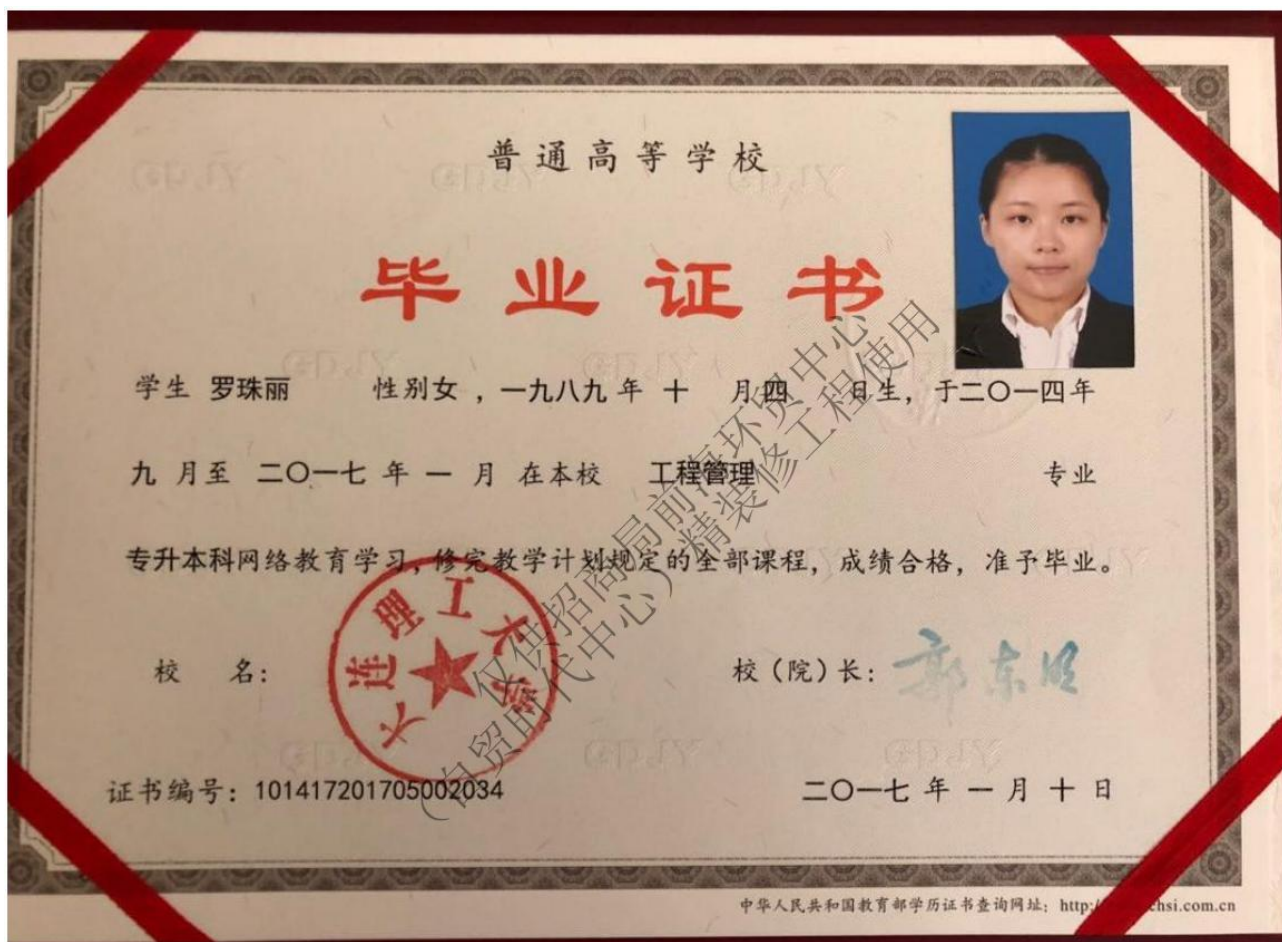 普通高等学校
毕业证书
学生 罗珠丽 性别女，一九八九年 十 月四 日生，于二〇一四年
九 月至 二〇一七 年 一 月 在本校 工程管理 专业
专升本科网络教育学习，修完教学计划规定的全部课程，成绩合格，准予毕业。
校 名：
大连理工大学
校（院）长：郭东明
证书编号：101417201705002034
二〇一七 年 一 月 十 日
中华人民共和国教育部学历证书查询网址：http:/ chsi.com.cn
仅供招商局前海环贸中心
（自贸时代中心）精装修工程使用